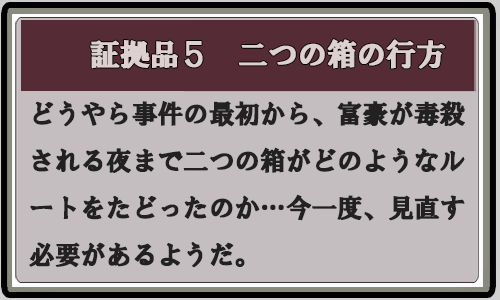 証拠品５　二つの箱の行方
どうやら事件の最初から、富豪が毒殺
される夜まで二つの箱がどのようなル
ートをたどったのか…今一度、見直す
必要があるようだ。